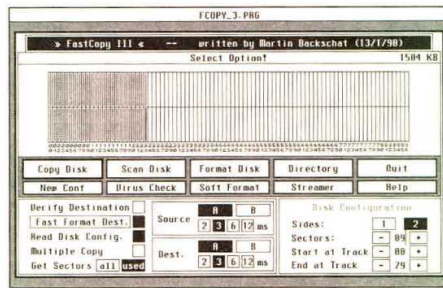 FCOPY_3.PRG
» FastCopy III « -- written by Martin Backschat (13/1/90)
Select Option! 1504 KB
Copy Disk Scan Disk Format Disk Directory Quit
New Conf Virus Check Soft Format Streamer Help
Verify Destination
Fast Format Dest.
Read Disk Config.
Multiple Copy
Get Sectors all used
Source A B
2 3 6 12 ms
Dest. A B
2 3 6 12 ms
Disk Configuration
Sides: 1 2
Sectors: - 09 +
Start at Track - 00 +
End at Track - 79 +